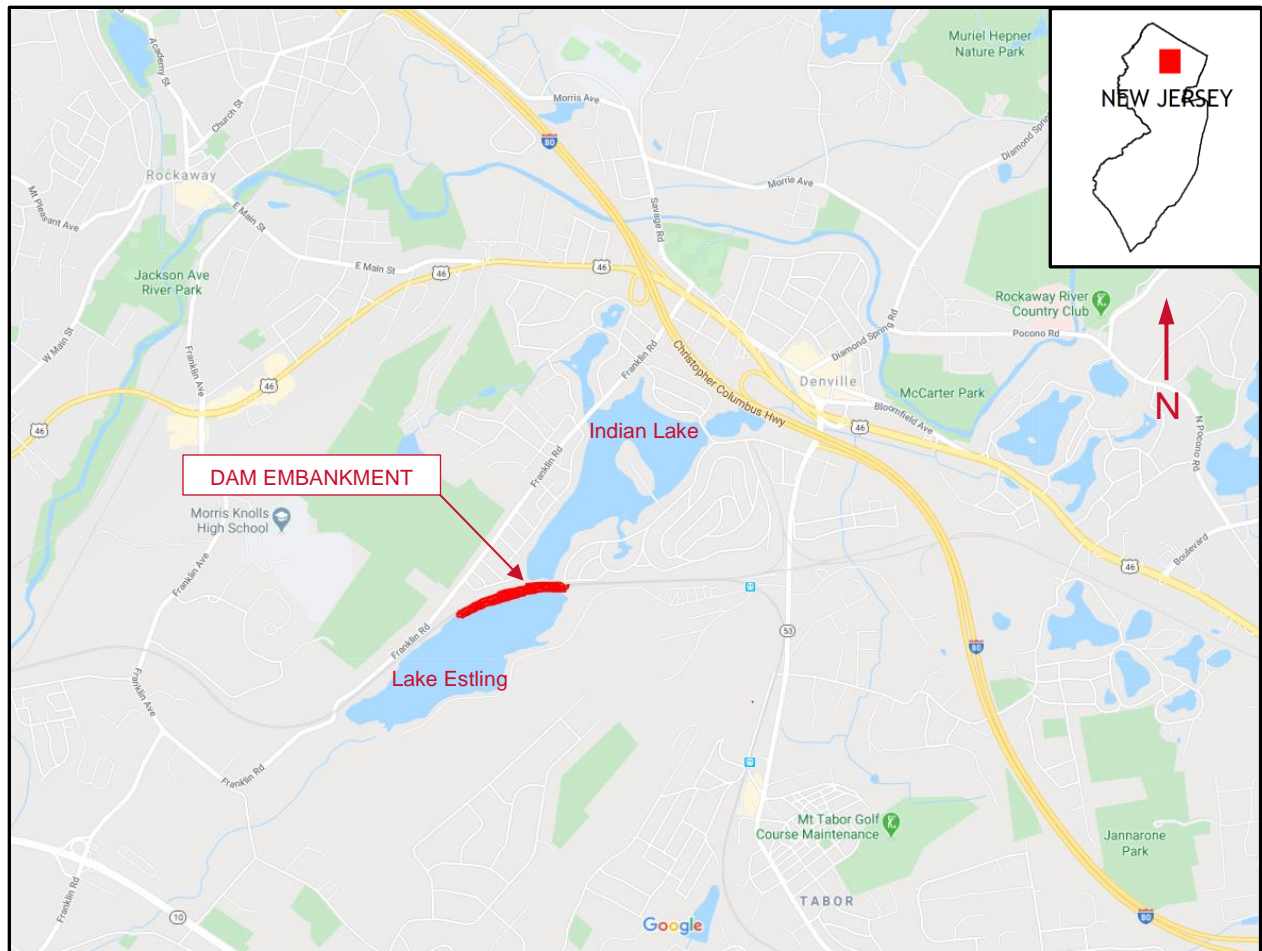 Muriel Hepner
Nature Park
NEW JERSEY
Academy St
Church St
Morris Ave
80
Diamond Spring
Rockaway
Mt Pleasant Ave
E Main St
Morris Ave
Savage Rd
E Main St
46
46
46
Jackson Ave
River Park
Rockaway River
Country Club
Pocono Rd
N
W Main St
Franklin Ave
Franklin Rd
Christopher Columbus Hwy
Diamond Spring Rd
Denville
McCarter Park
Bloomfield Ave
46
N Pocono Rd
46
46
Indian Lake
Franklin Rd
DAM EMBANKMENT
Morris Knolls
High School
Boulevard
46
Franklin Ave
53
80
Franklin Rd
Lake Estling
Franklin Ave
Franklin Rd
Mt Tabor Golf
Course Maintenance
Jannarone
Park
TABOR
10
Google
80